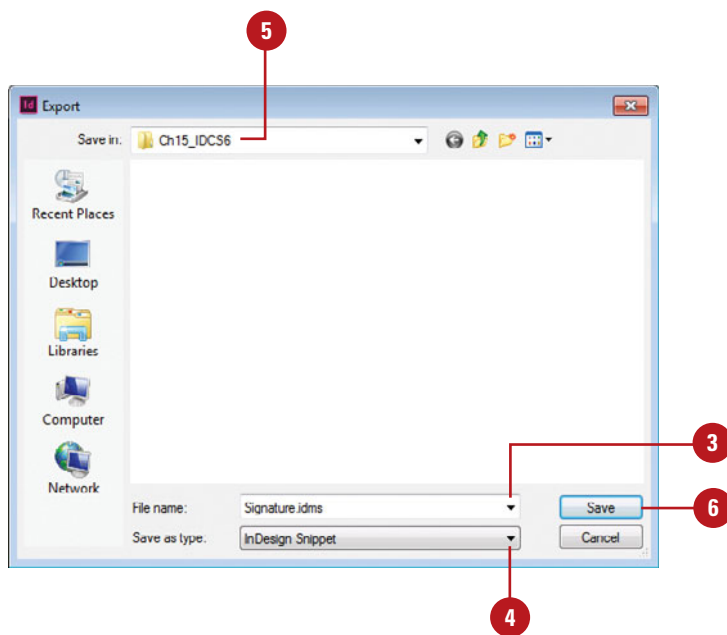 5
Id Export
Save in: Ch15_IDCS6
Recent Places
Desktop
Libraries
Computer
Network
3
File name: Signature.idms Save
6
Save as type: InDesign Snippet Cancel
4